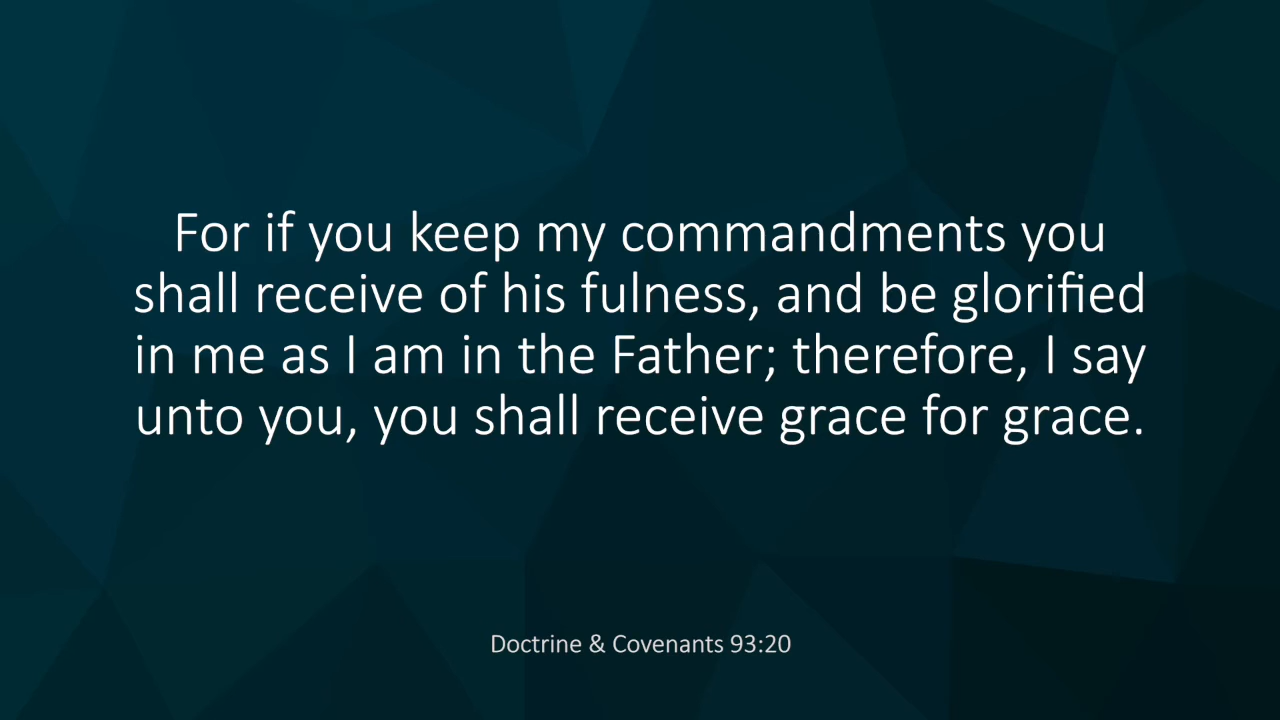 For if you keep my commandments you
shall receive of his fulness, and be glorified
in me as I am in the Father; therefore, I say
unto you, you shall receive grace for grace.
Doctrine & Covenants 93:20